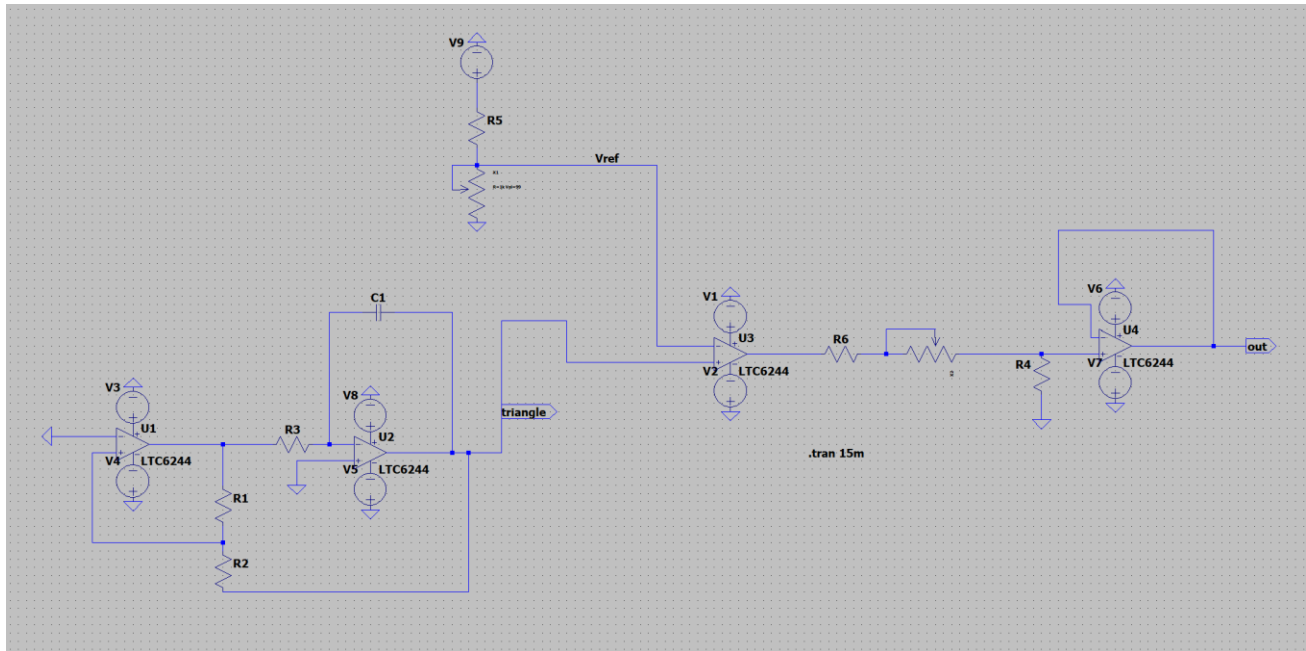 V9
R5
Vref
C1
V1
U3
V2
LTC6244
R6
R4
V6
U4
V7
LTC6244
out
V3
U1
V4
LTC6244
R3
V8
U2
V5
LTC6244
triangle
.tran 15m
R1
R2